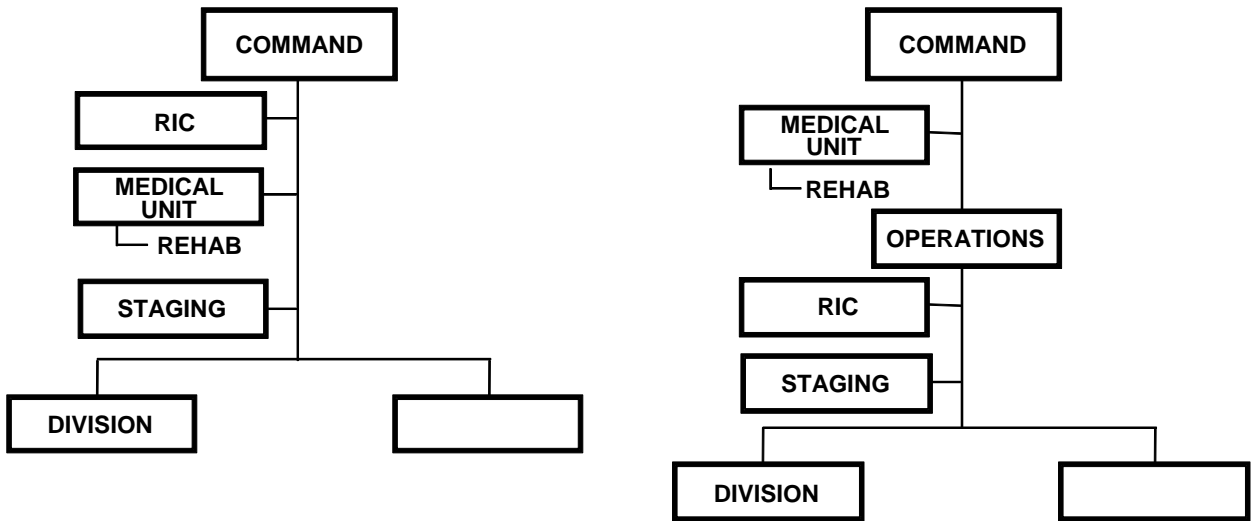 COMMAND
RIC
MEDICAL
UNIT
REHAB
STAGING
DIVISION
COMMAND
MEDICAL
UNIT
REHAB
OPERATIONS
RIC
STAGING
DIVISION